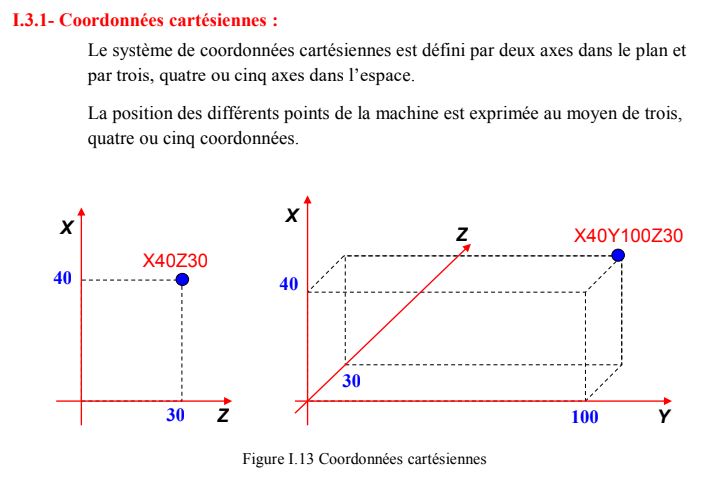 I.3.1- Coordonnées cartésiennes :
Le système de coordonnées cartésiennes est défini par deux axes dans le plan et
par trois, quatre ou cinq axes dans l'espace.
La position des différents points de la machine est exprimée au moyen de trois,
quatre ou cinq coordonnées.
X
X40Z30
40
30
Z
X
Z
X40Y100Z30
40
30
100
Y
Figure I.13 Coordonnées cartésiennes